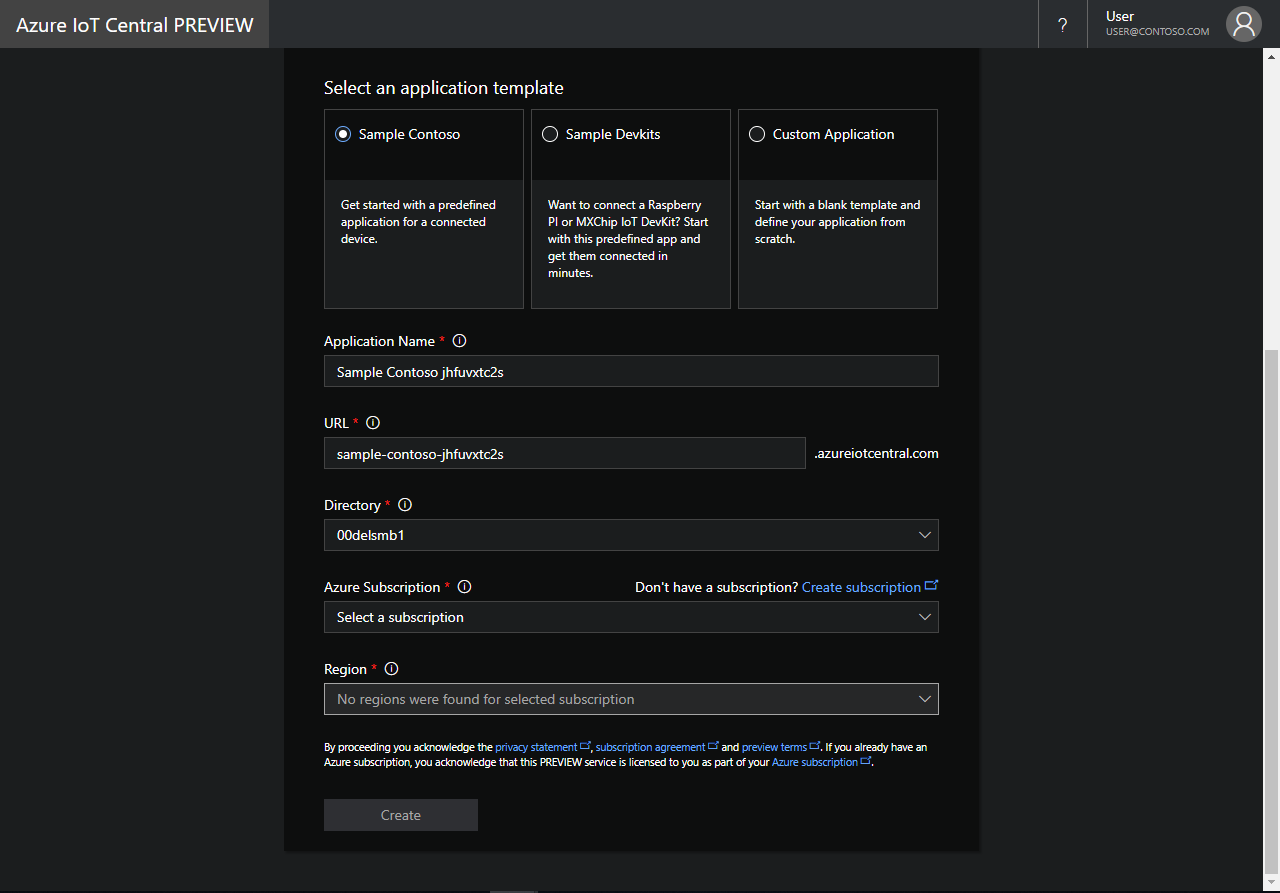 Azure IoT Central PREVIEW
?
User
USER@CONTOSO.COM
Select an application template
Sample Contoso
Get started with a predefined
application for a connected
device.
Sample Devkits
Want to connect a Raspberry
PI or MXChip IoT DevKit? Start
with this predefined app and
get them connected in
minutes.
Custom Application
Start with a blank template and
define your application from
scratch.
Application Name *
Sample Contoso jhfuvxtc2s
URL *
sample-contoso-jhfuvxtc2s .azureiotcentral.com
Directory *
00delsmb1
Azure Subscription * Don't have a subscription? Create subscription
Select a subscription
Region *
No regions were found for selected subscription
By proceeding you acknowledge the privacy statement, subscription agreement and preview terms. If you already have an
Azure subscription, you acknowledge that this PREVIEW service is licensed to you as part of your Azure subscription.
Create